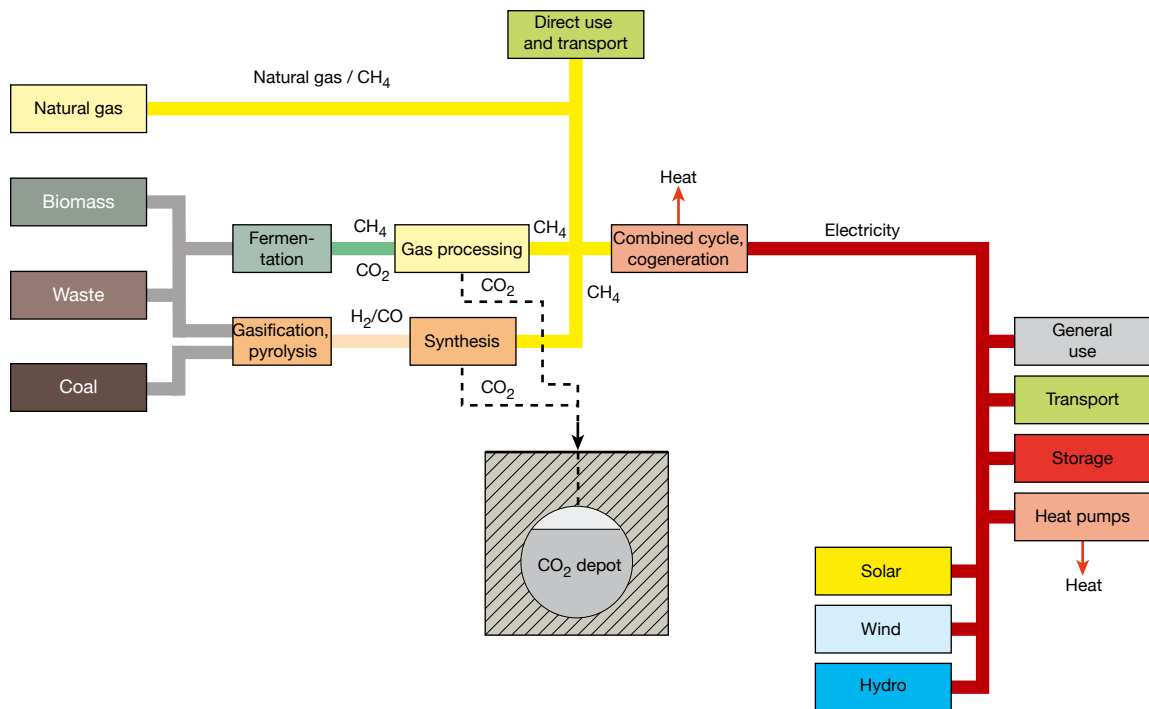 Direct use
and transport
Natural gas / CH₄
Natural gas
Biomass
Heat
Fermen-
tation
CH₄
CO₂
Gas processing
CH₄
Combined cycle,
cogeneration
Electricity
Waste
CO₂
CH₄
Gasification,
pyrolysis
H₂/CO
Synthesis
General
use
Coal
CO₂
Transport
Storage
Heat pumps
CO₂ depot
Solar
Heat
Wind
Hydro